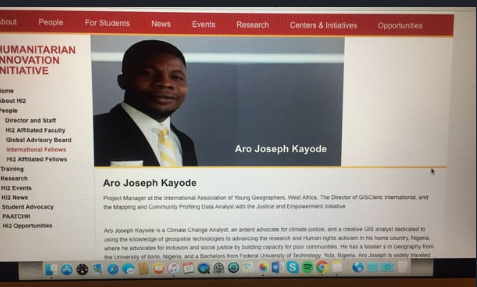 About People For Students News Events Research Centers & Initiatives Opportunities
HUMANITARIAN
INNOVATION
INITIATIVE
Home
About HI2
People
Director and Staff
HI2 Affiliated Faculty
Global Advisory Board
International Fellows
HI2 Affiliated Fellows
Training
Research
HI2 Events
HI2 News
Student Advocacy
PAATCHH
HI2 Opportunities
Aro Joseph Kayode
Aro Joseph Kayode
Project Manager at the International Association of Young Geographers, West Africa, The Director of GISCleric International, and
the Mapping and Community Profiling Data Analyst with the Justice and Empowerment Initiative
Aro Joseph Kayode is a Climate Change Analyst, an ardent advocate for climate justice, and a creative GIS analyst dedicated to
using the knowledge of geospatial technologies to advancing the research and Human rights activism in his home country, Nigeria,
where he advocates for inclusion and social justice by building capacity for poor communities. He has a Master's in Geography from
the University of Ilorin, Nigeria, and a Bachelors from Federal University of Technology, Yola, Nigeria. Aro Joseph is widely traveled